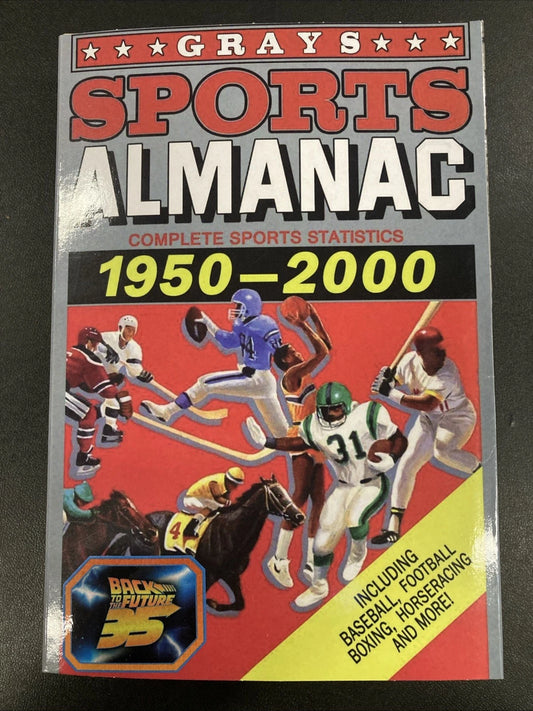 ★ ★ ★ ★ GRAYS ★ ★ ★ ★
SPORTS
ALMANAC
COMPLETE SPORTS STATISTICS
1950-2000
84
31
4
INCLUDING
BASEBALL, FOOTBALL
BOXING, HORSERACING
AND MORE!
BACK
TO THE FUTURE
35